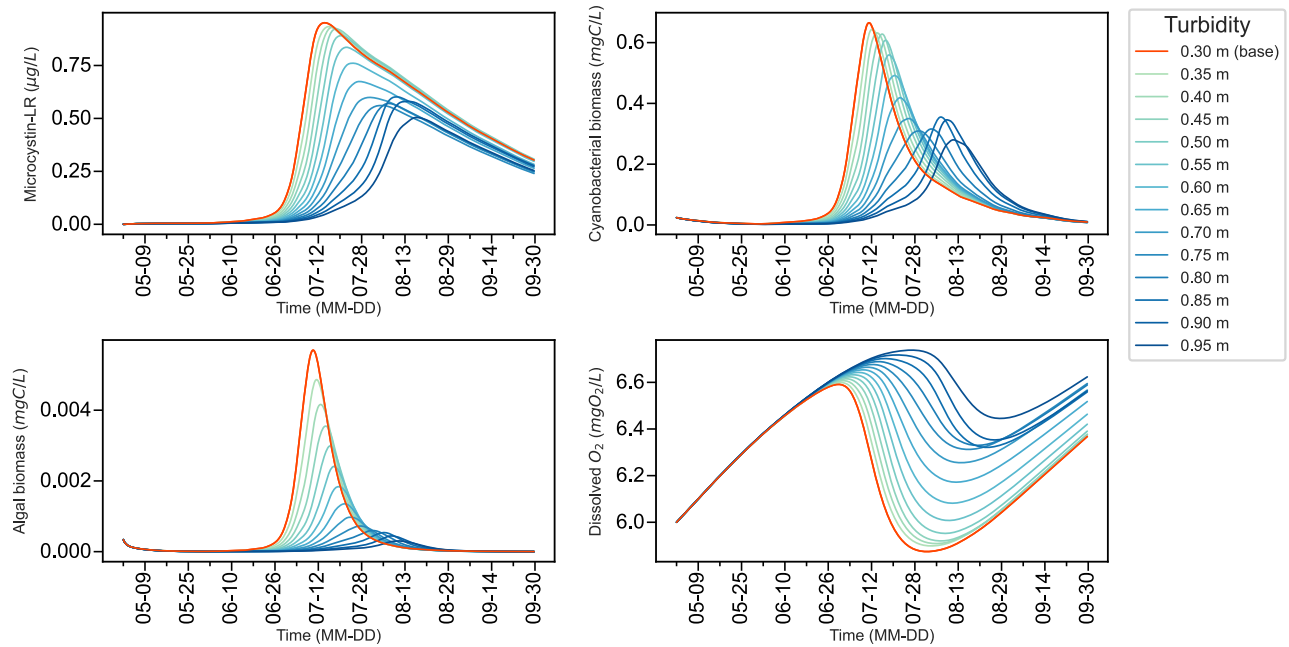 Microcystin-LR (μg/L)
0.75
0.50
0.25
0.00
05-09
05-25
06-10
06-26
07-12
07-28
08-13
08-29
09-14
09-30
Time (MM-DD)
Cyanobacterial biomass (mgC/L)
0.6
0.4
0.2
0.0
05-09
05-25
06-10
06-26
07-12
07-28
08-13
08-29
09-14
09-30
Time (MM-DD)
Turbidity
0.30 m (base)
0.35 m
0.40 m
0.45 m
0.50 m
0.55 m
0.60 m
0.65 m
0.70 m
0.75 m
0.80 m
0.85 m
0.90 m
0.95 m
Algal biomass (mgC/L)
0.004
0.002
0.000
05-09
05-25
06-10
06-26
07-12
07-28
08-13
08-29
09-14
09-30
Time (MM-DD)
Dissolved O₂ (mgO₂/L)
6.6
6.4
6.2
6.0
05-09
05-25
06-10
06-26
07-12
07-28
08-13
08-29
09-14
09-30
Time (MM-DD)